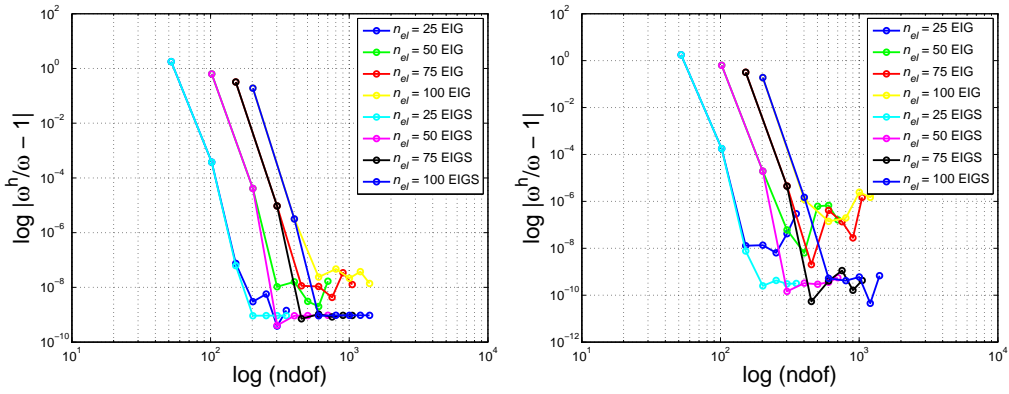 n_el = 25 EIG
n_el = 50 EIG
n_el = 75 EIG
n_el = 100 EIG
n_el = 25 EIGS
n_el = 50 EIGS
n_el = 75 EIGS
n_el = 100 EIGS
10^2
10^0
10^−2
10^−4
10^−6
10^−8
10^−10
log |ω^h/ω − 1|
10^1
10^2
10^3
10^4
log (ndof)
n_el = 25 EIG
n_el = 50 EIG
n_el = 75 EIG
n_el = 100 EIG
n_el = 25 EIGS
n_el = 50 EIGS
n_el = 75 EIGS
n_el = 100 EIGS
10^2
10^0
10^−2
10^−4
10^−6
10^−8
10^−10
10^−12
log |ω^h/ω − 1|
10^1
10^2
10^3
10^4
log (ndof)